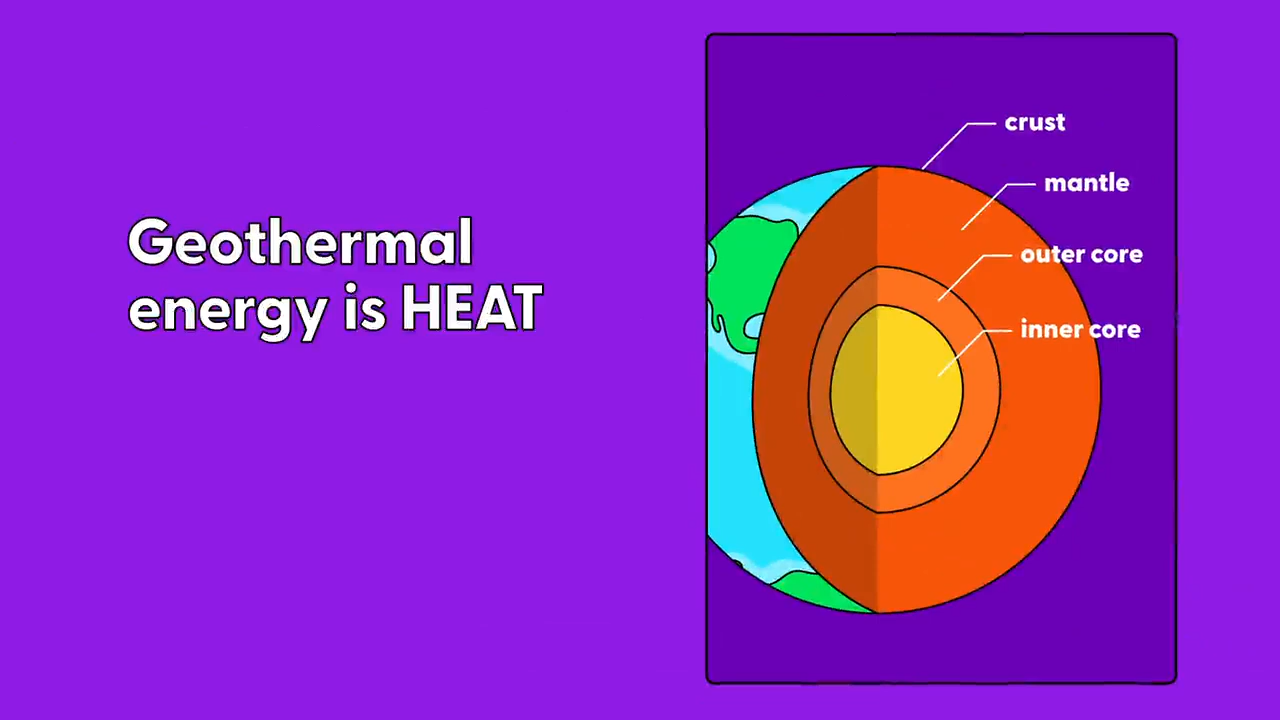 Geothermal
energy is HEAT
crust
mantle
outer core
inner core